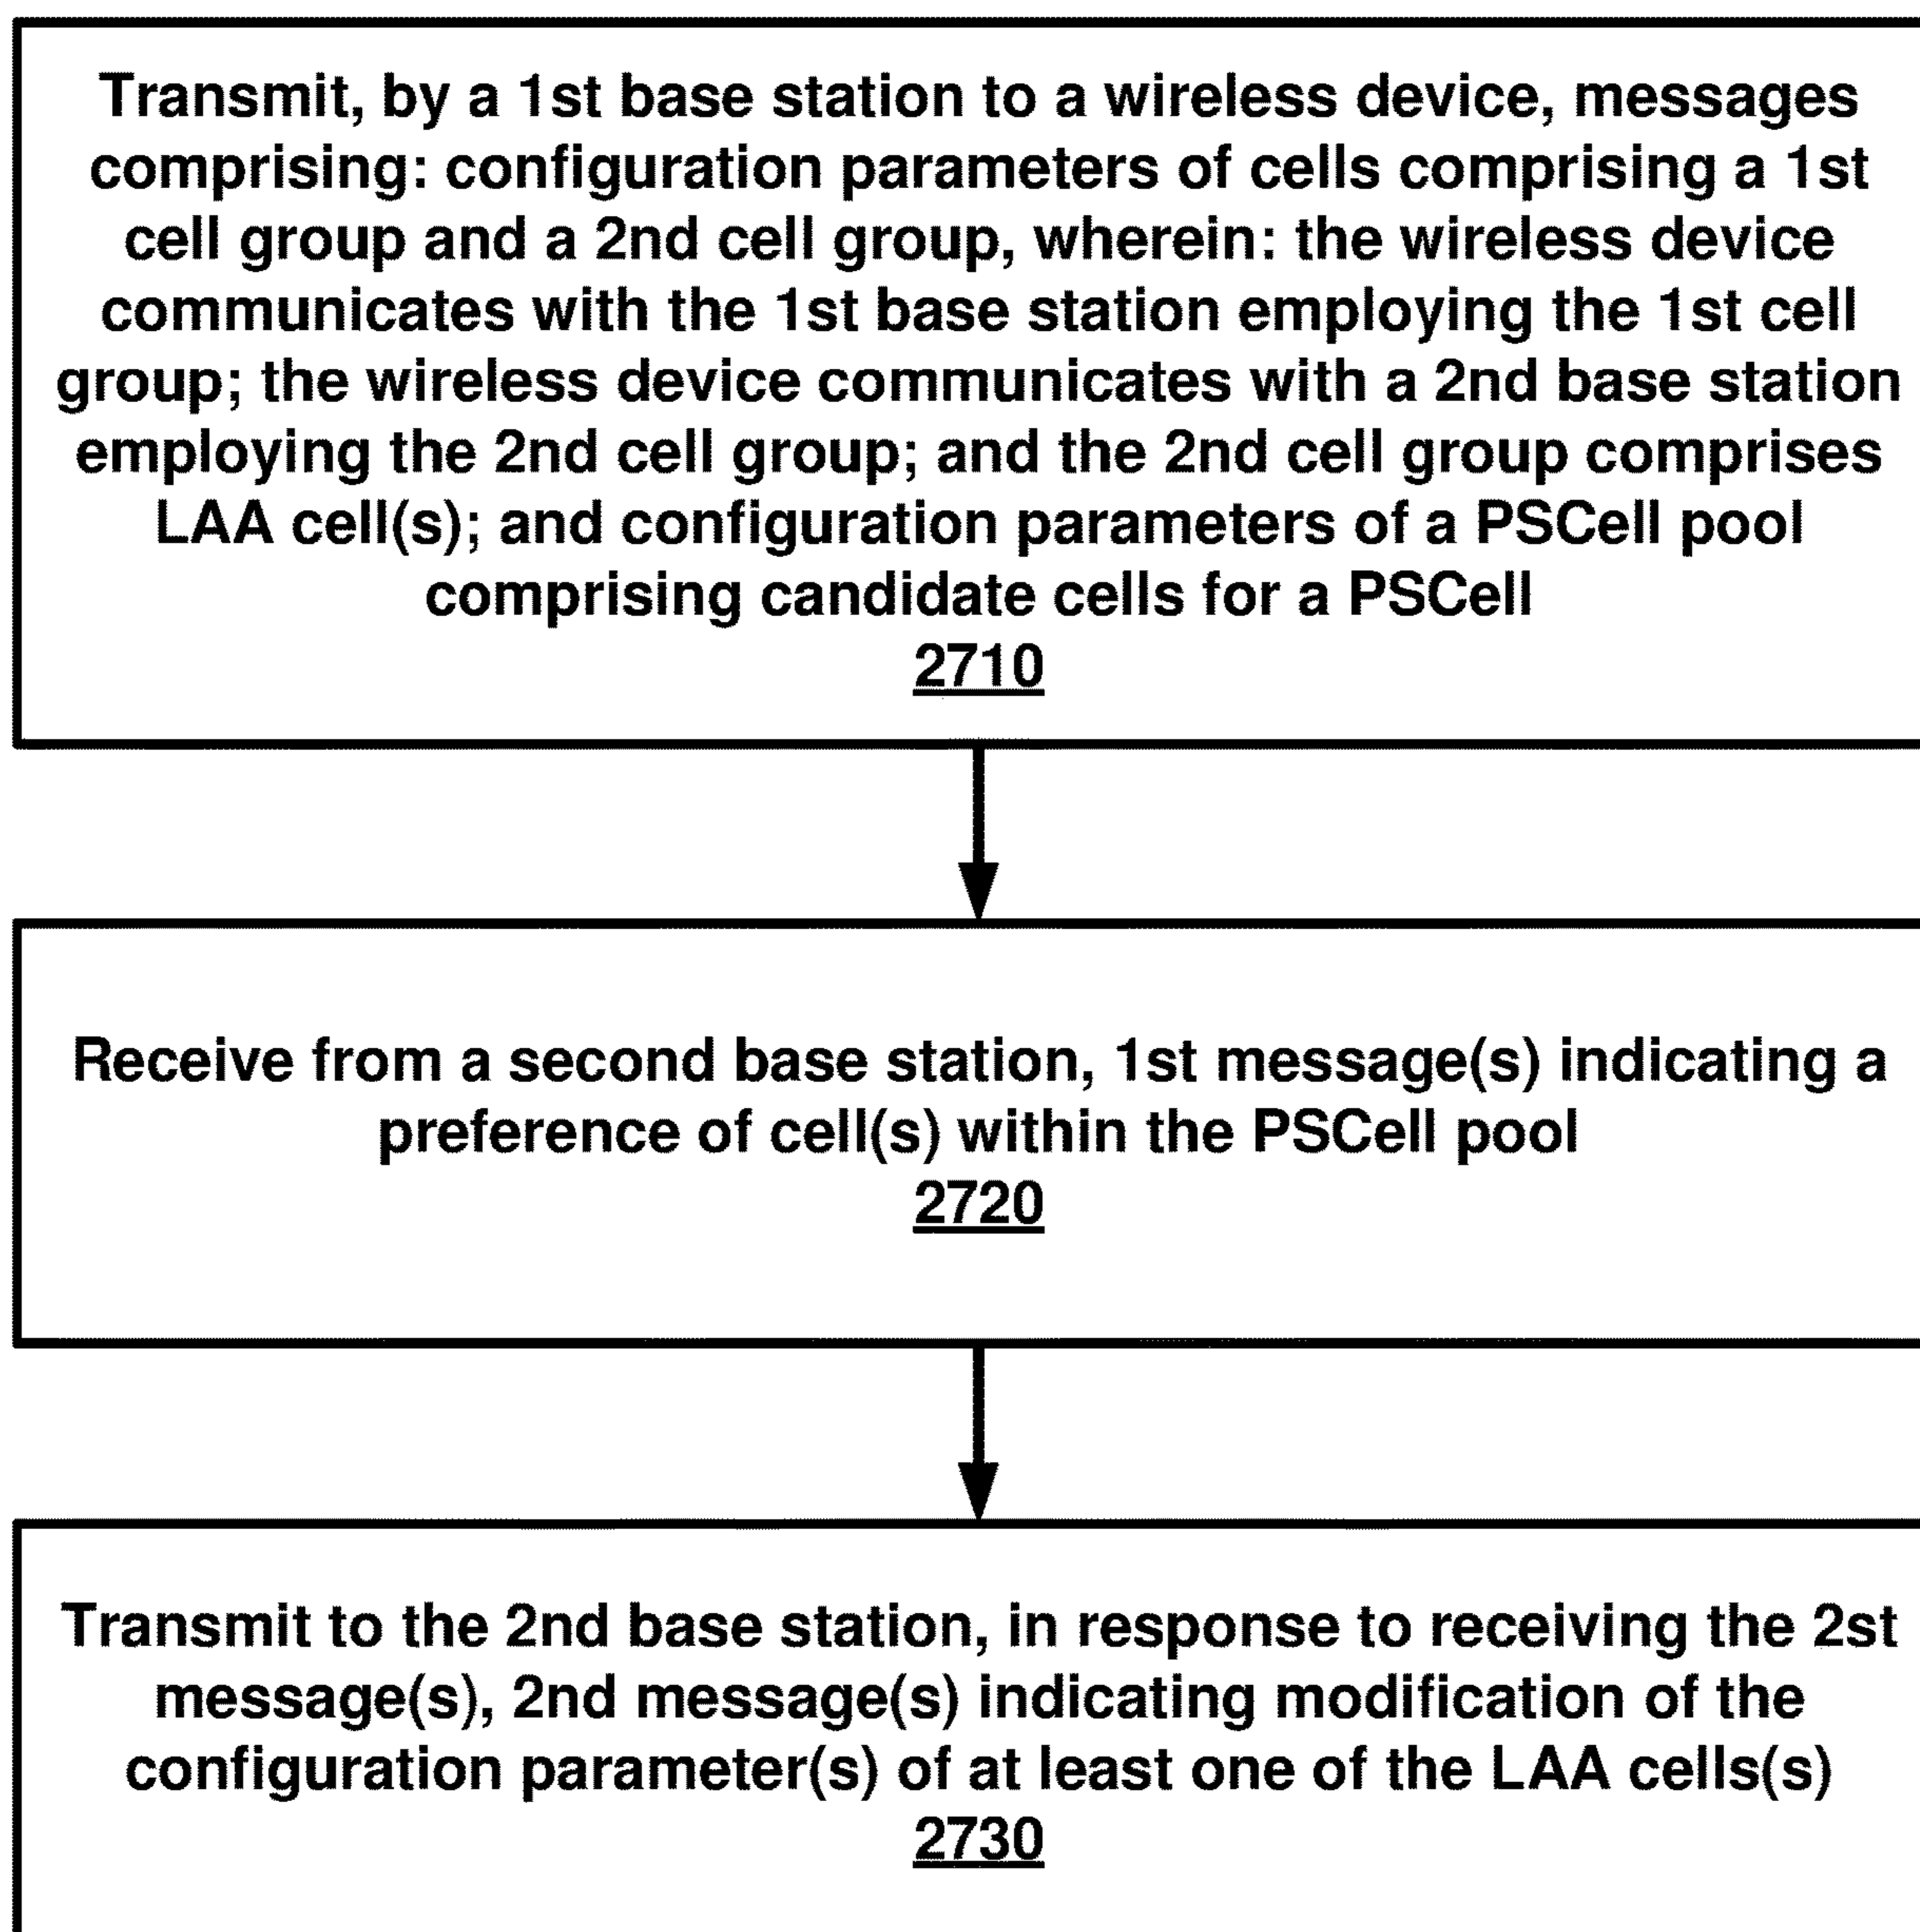 Transmit, by a 1st base station to a wireless device, messages
comprising: configuration parameters of cells comprising a 1st
cell group and a 2nd cell group, wherein: the wireless device
communicates with the 1st base station employing the 1st cell
group; the wireless device communicates with a 2nd base station
employing the 2nd cell group; and the 2nd cell group comprises
LAA cell(s); and configuration parameters of a PSCell pool
comprising candidate cells for a PSCell
2710
Receive from a second base station, 1st message(s) indicating a
preference of cell(s) within the PSCell pool
2720
Transmit to the 2nd base station, in response to receiving the 2st
message(s), 2nd message(s) indicating modification of the
configuration parameter(s) of at least one of the LAA cells(s)
2730